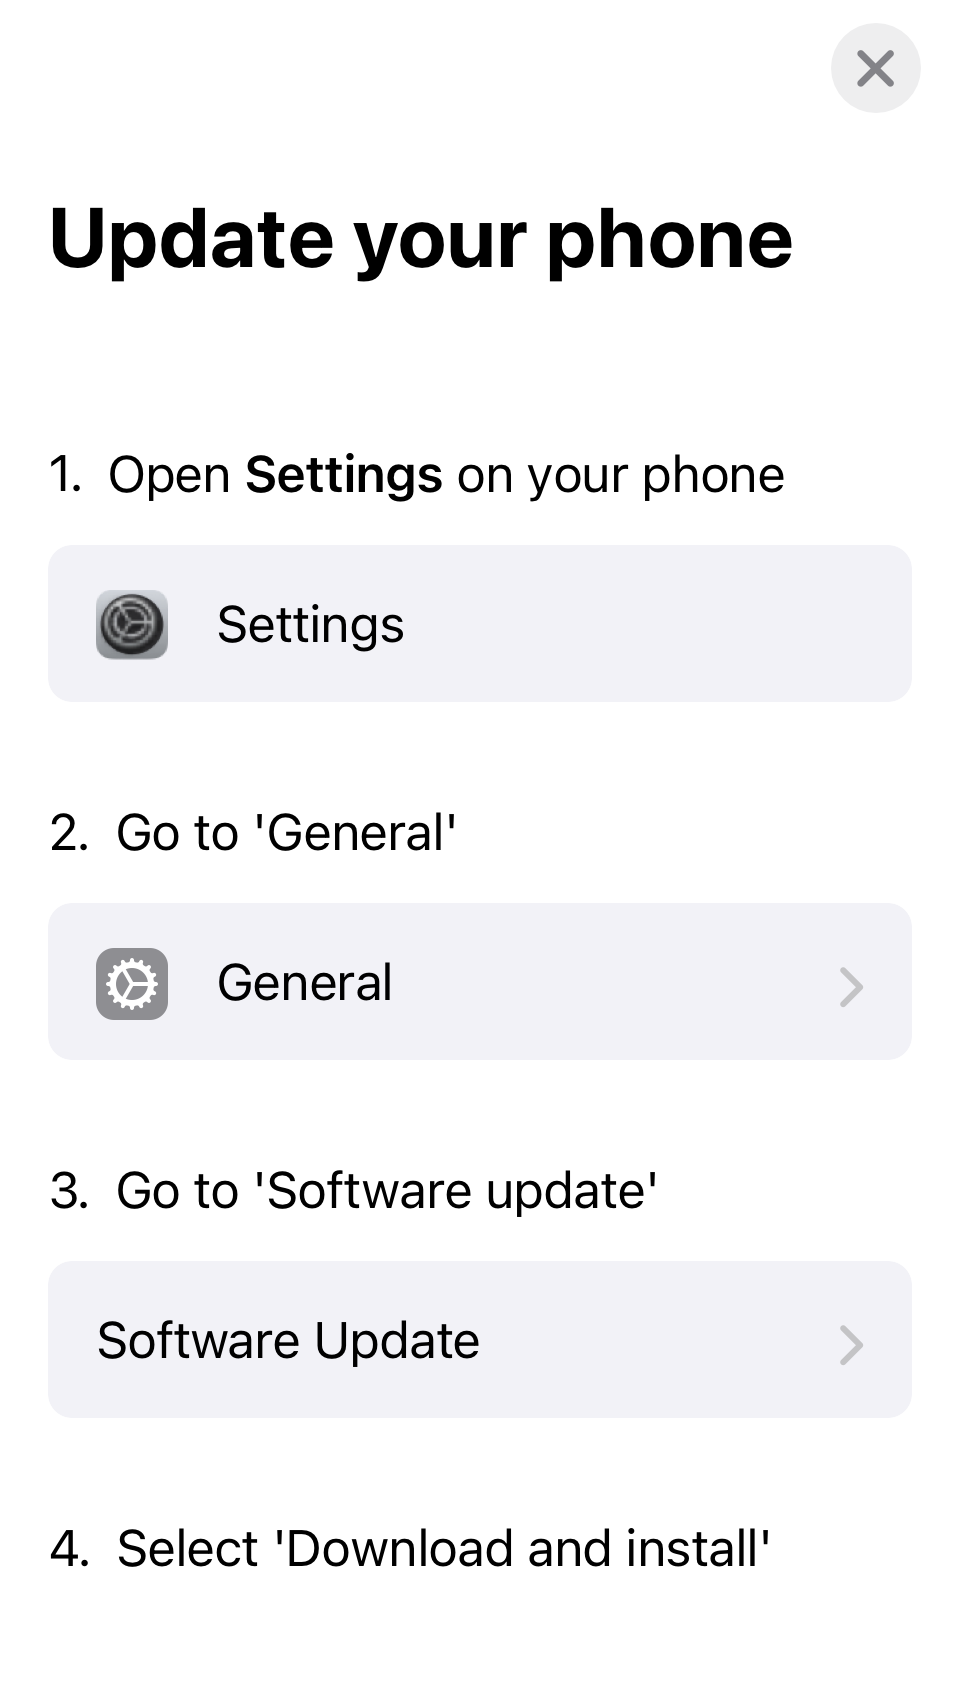 Update your phone
1. Open Settings on your phone
Settings
2. Go to 'General'
General
3. Go to 'Software update'
Software Update
4. Select 'Download and install'